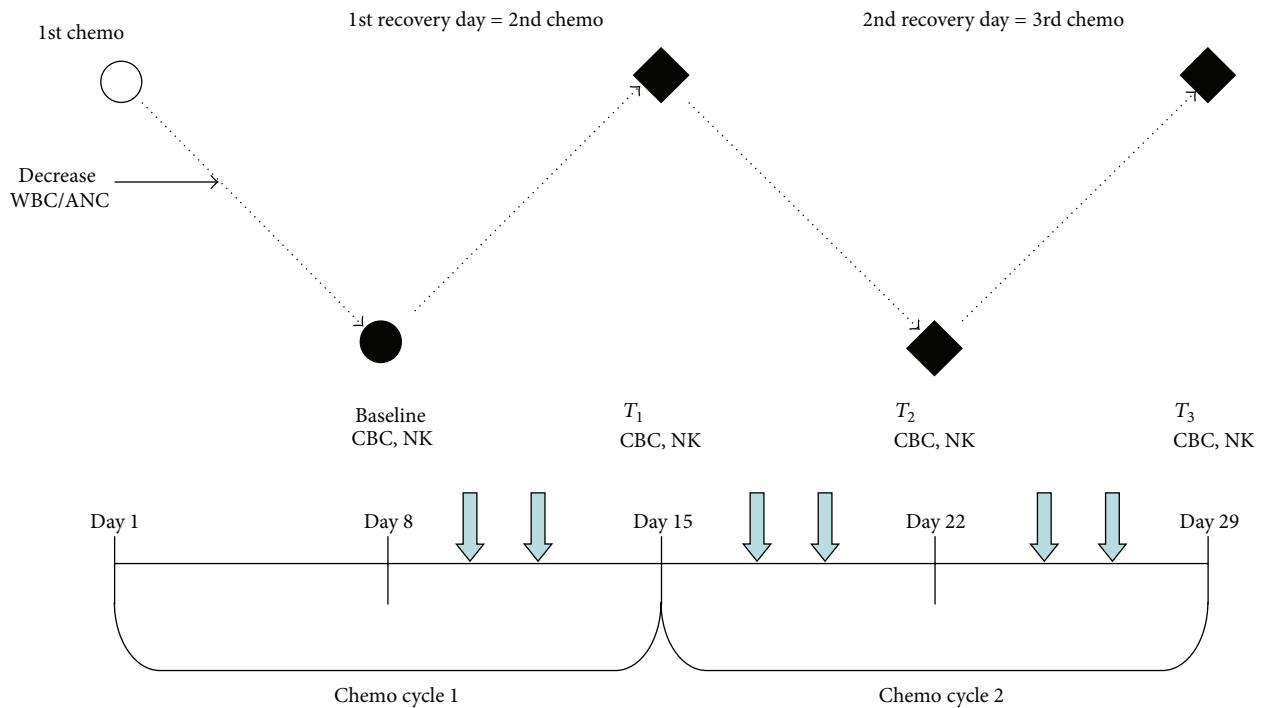 1st chemo
1st recovery day = 2nd chemo
2nd recovery day = 3rd chemo
Decrease
WBC/ANC
Baseline
CBC, NK
T1
CBC, NK
T2
CBC, NK
T3
CBC, NK
Day 1
Day 8
Day 15
Day 22
Day 29
Chemo cycle 1
Chemo cycle 2